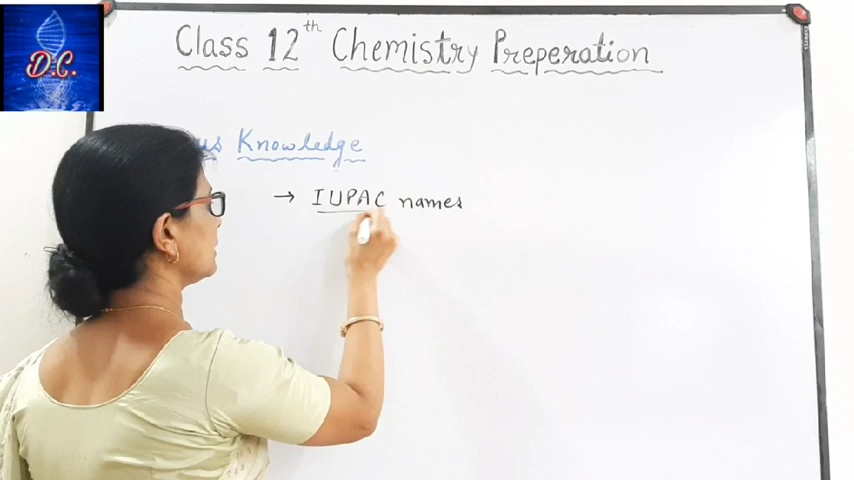 Class 12th Chemistry Preperation
D.C.
Knowledge
→ IUPAC names